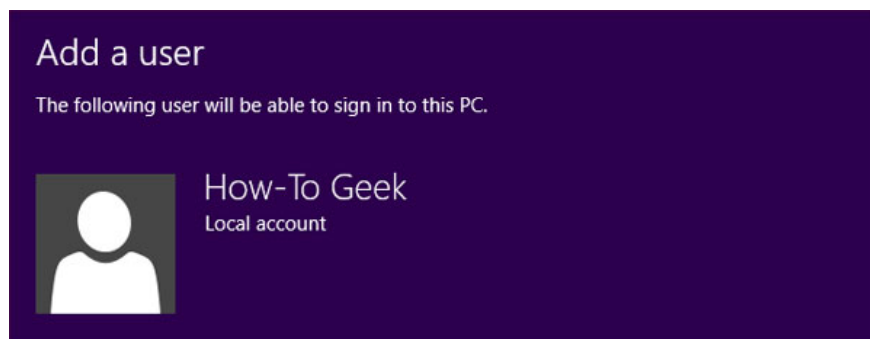 Add a user
The following user will be able to sign in to this PC.
How-To Geek
Local account